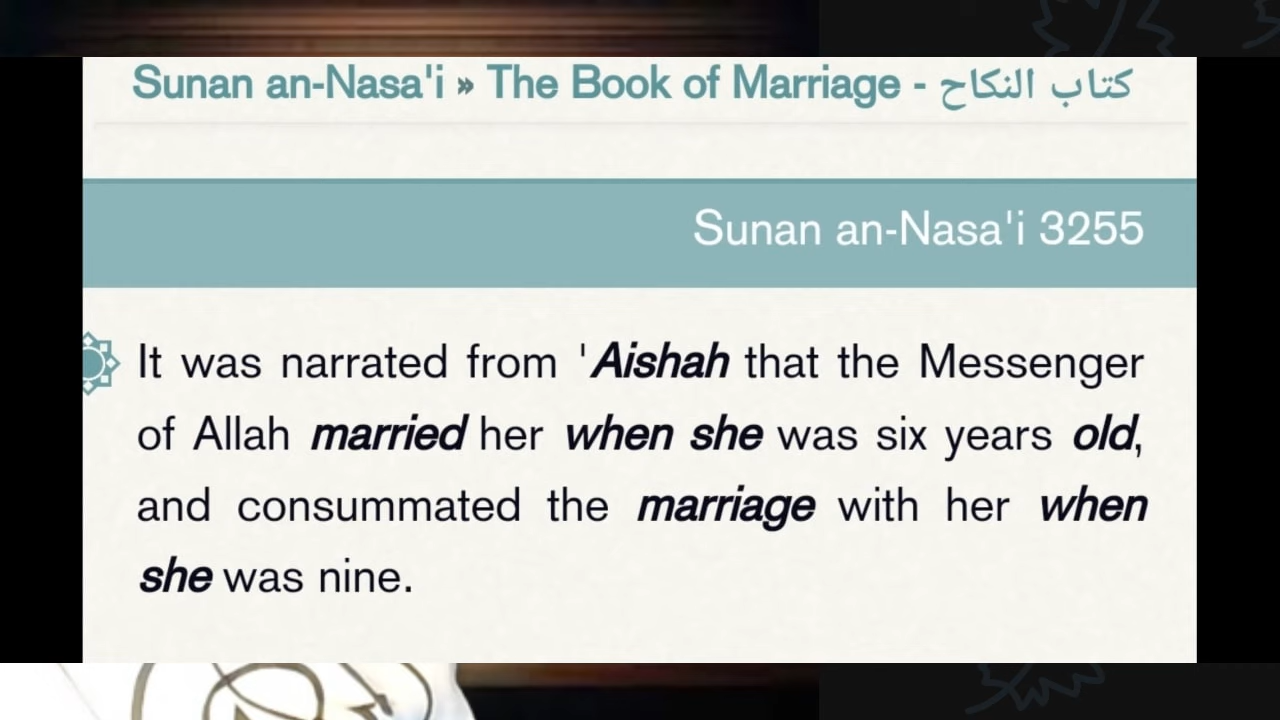 Sunan an-Nasa'i » The Book of Marriage - كتاب النكاح
Sunan an-Nasa'i 3255
It was narrated from 'Aishah that the Messenger
of Allah married her when she was six years old,
and consummated the marriage with her when
she was nine.